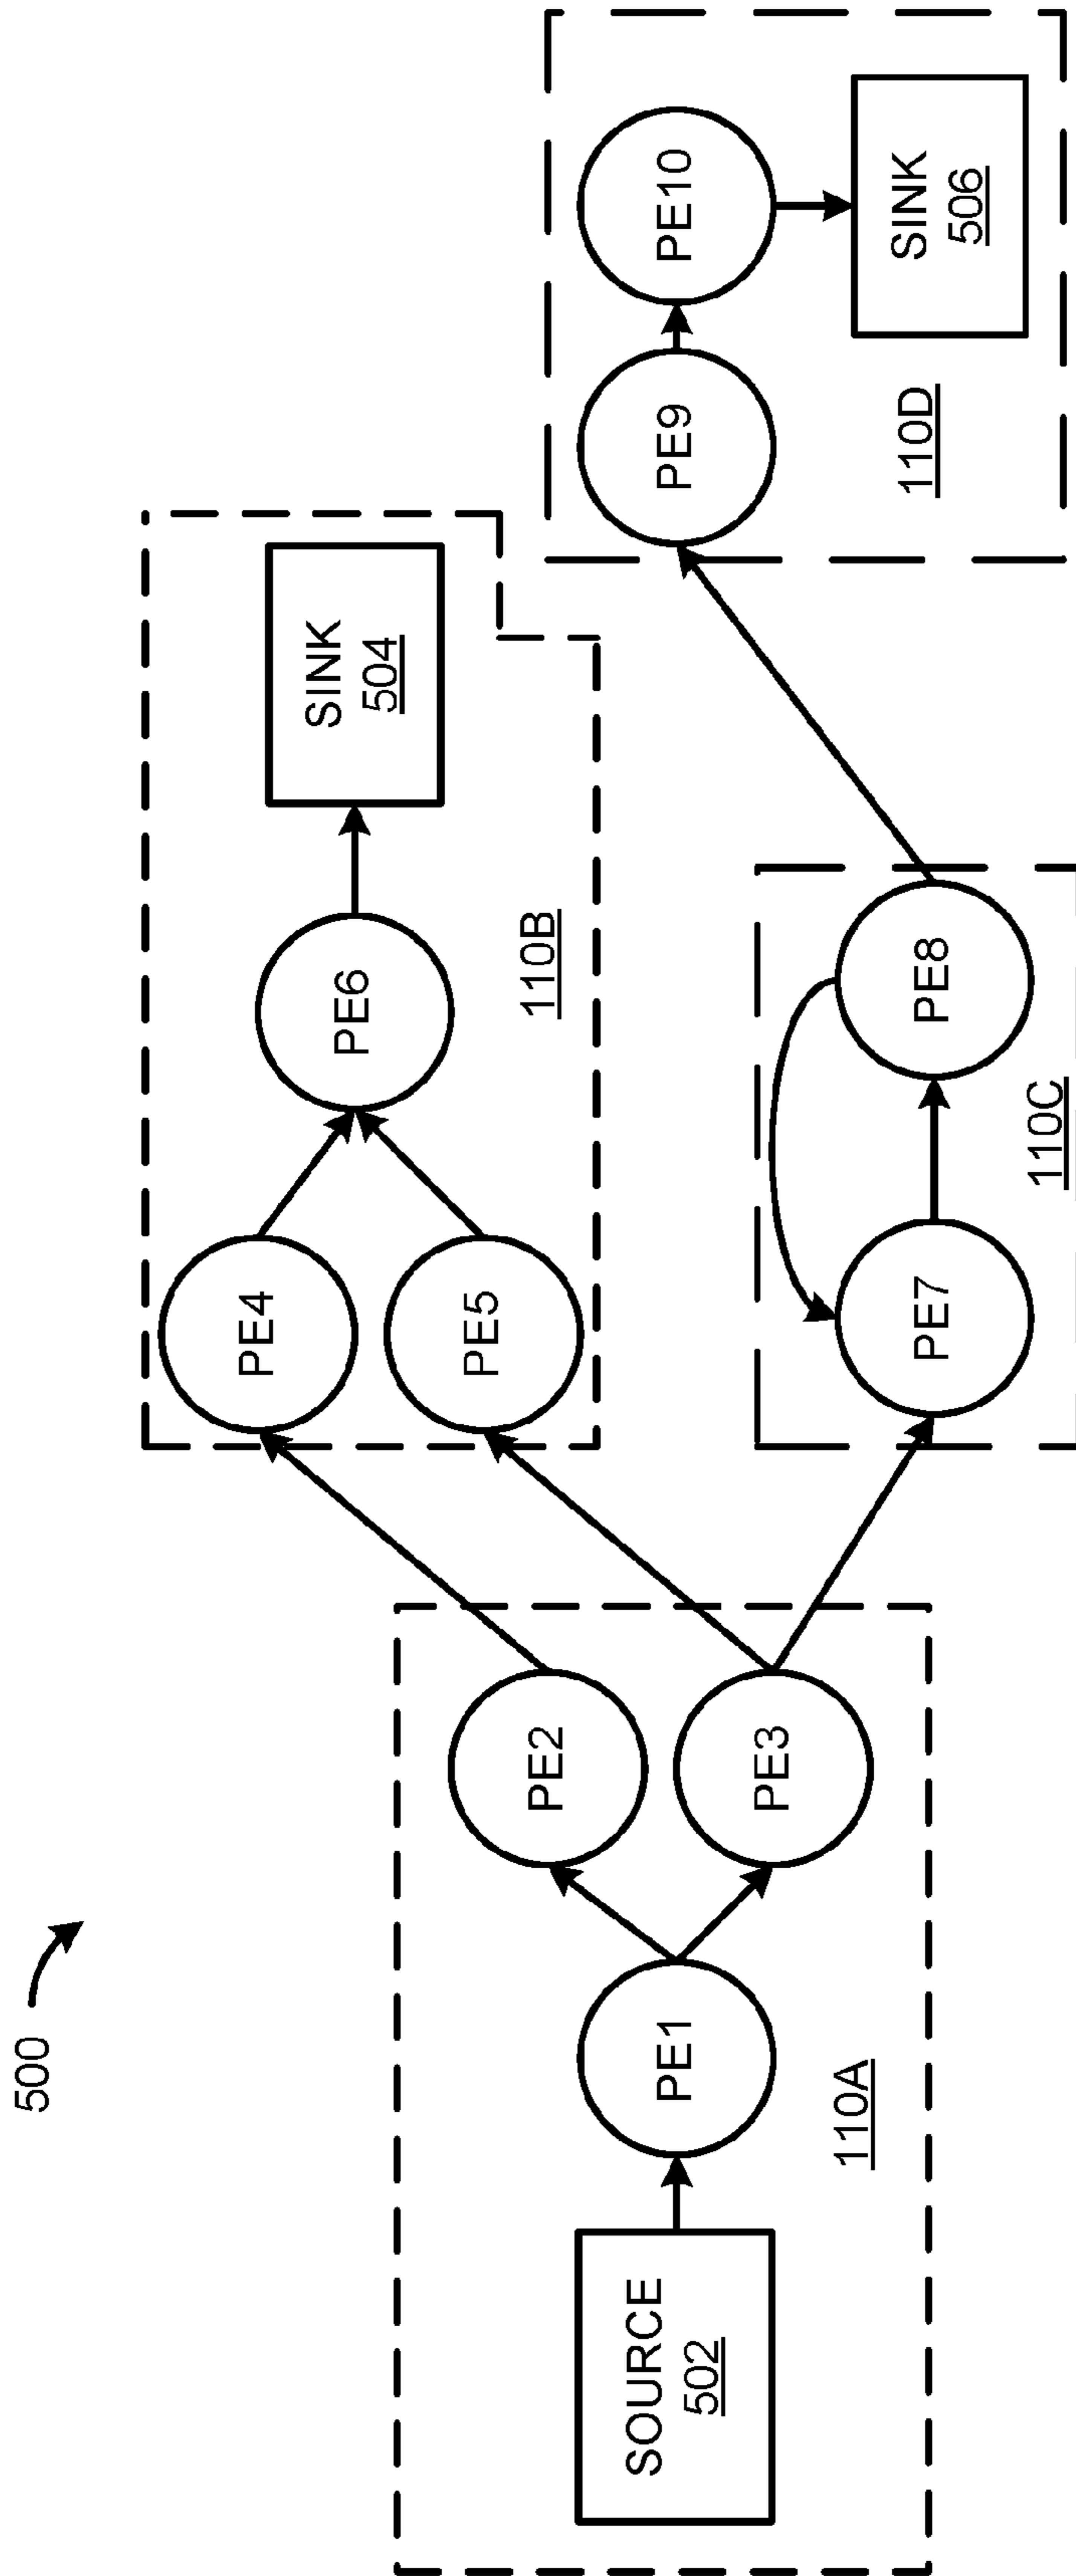 500
SOURCE
502
PE1
110A
PE2
PE3
PE4
PE5
PE6
110B
SINK
504
PE7
PE8
110C
PE9
PE10
110D
SINK
506